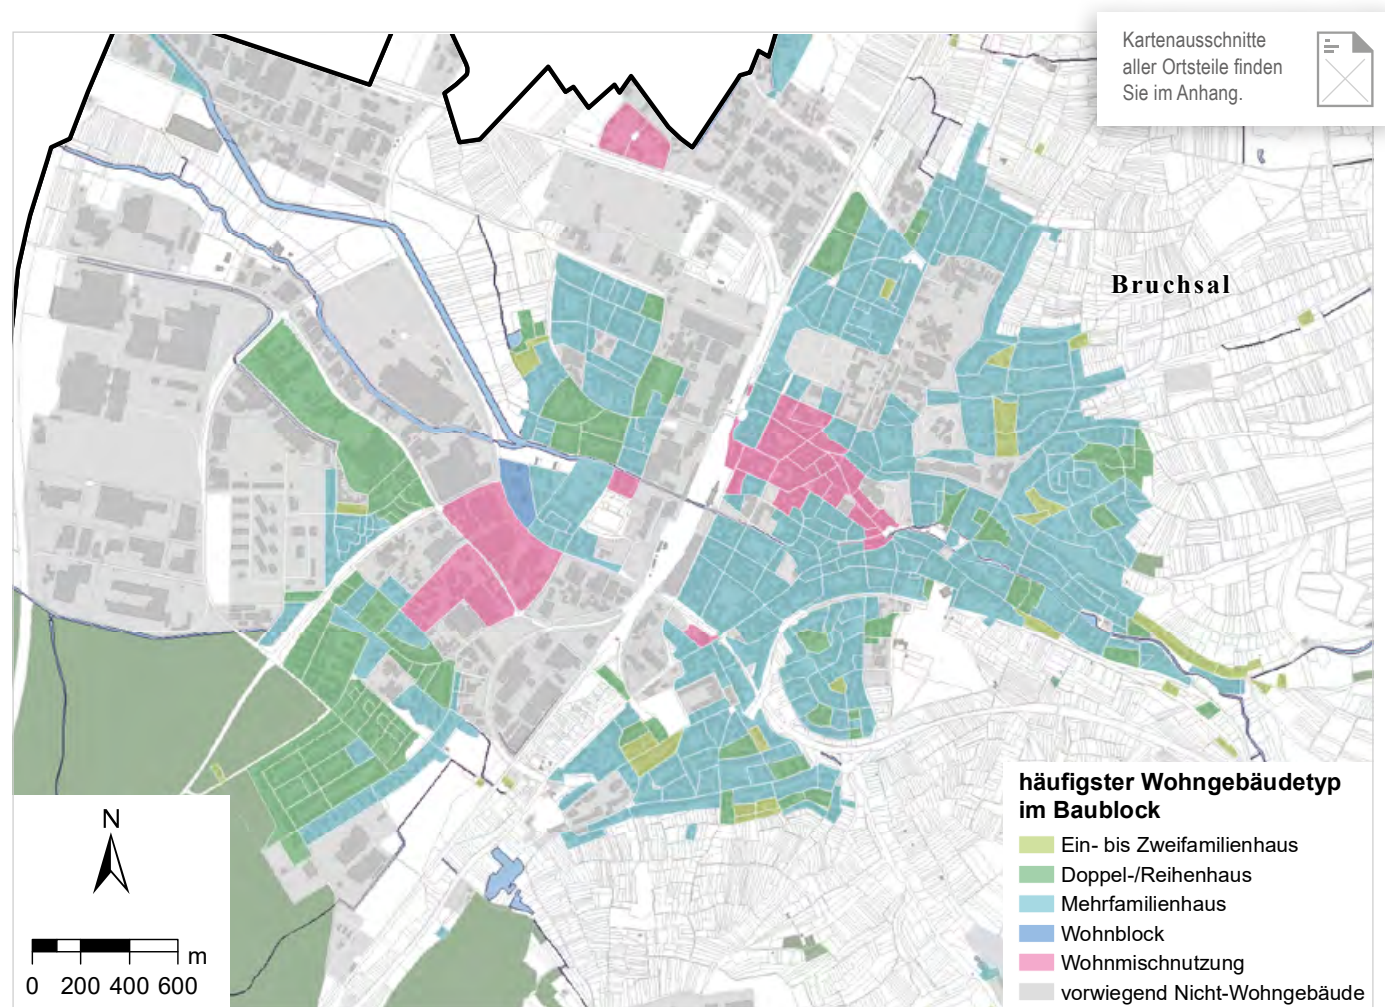 Kartenausschnitte
aller Ortsteile finden
Sie im Anhang.
Bruchsal
häufigster Wohngebäudetyp
im Baublock
Ein- bis Zweifamilienhaus
Doppel-/Reihenhaus
Mehrfamilienhaus
Wohnblock
Wohnmischnutzung
vorwiegend Nicht-Wohngebäude
N
m
0 200 400 600